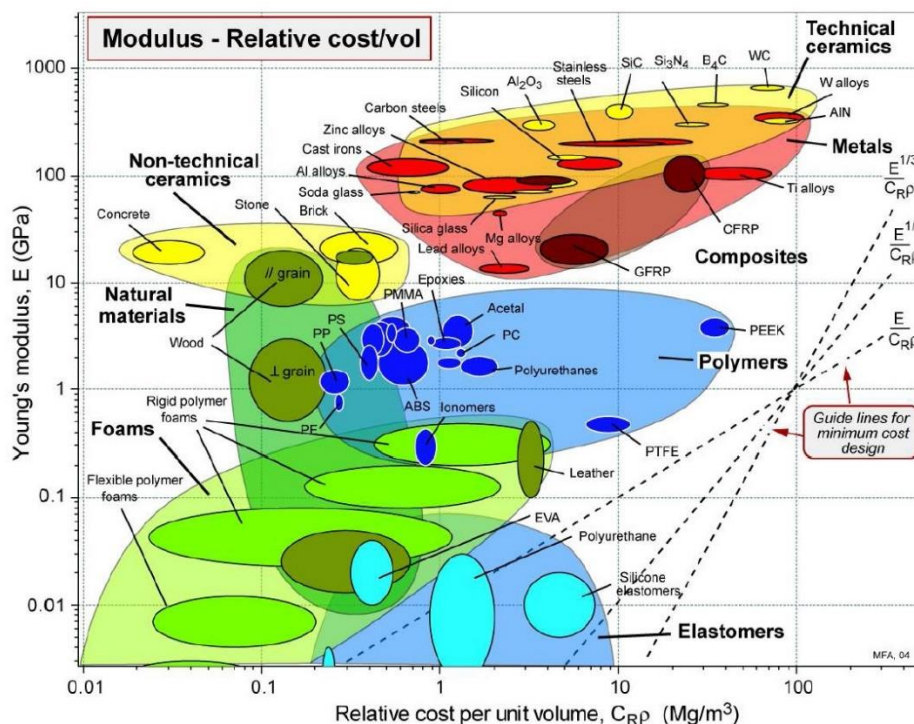 Modulus - Relative cost/vol
Technical
ceramics
1000
100
10
1
0.1
0.01
Young's modulus, E (GPa)
Stainless
steels
SiC
Si3N4
B4C
WC
W alloys
AlN
Al2O3
Silicon
Carbon steels
Zinc alloys
Cast irons
Al alloys
Soda glass
Metals
Non-technical
ceramics
Concrete
Stone
Brick
Silica glass
Mg alloys
Lead alloys
Ti alloys
CFRP
GFRP
Composites
E1/3
CRρ
E
CRρ
// grain
Natural
materials
Wood
⊥ grain
PMMA
Epoxies
Acetal
PS
PP
PC
PEEK
Polymers
Polyurethanes
Rigid polymer
foams
ABS
Ionomers
PTFE
Guide lines for
minimum cost
design
Foams
Leather
Flexible polymer
foams
EVA
Polyurethane
Silicone
elastomers
Elastomers
MFA, 04
0.01
0.1
1
10
100
Relative cost per unit volume, CRρ (Mg/m3)